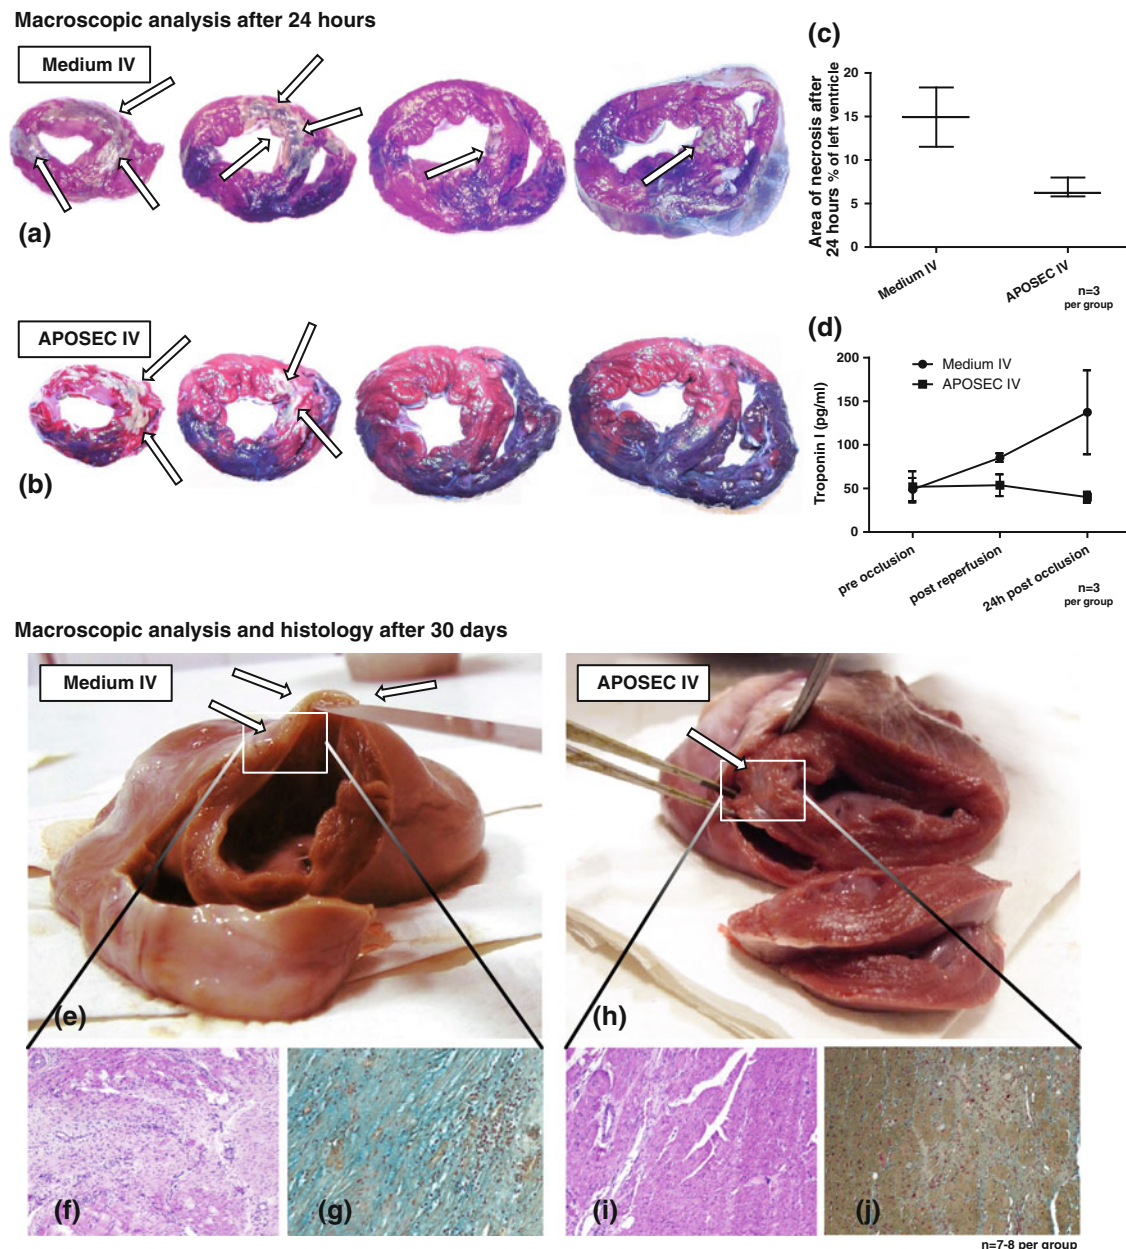 Macroscopic analysis after 24 hours
Medium IV
(a)
APOSEC IV
(b)
(c)
Area of necrosis after
24 hours % of left ventricle
20
15
10
5
0
Medium IV
APOSEC IV
n=3
per group
(d)
Medium IV
APOSEC IV
Troponin I (pg/ml)
200
150
100
50
0
pre occlusion
post reperfusion
24h post occlusion
n=3
per group
Macroscopic analysis and histology after 30 days
Medium IV
(e)
APOSEC IV
(h)
(f)
(g)
(i)
(j)
n=7-8 per group